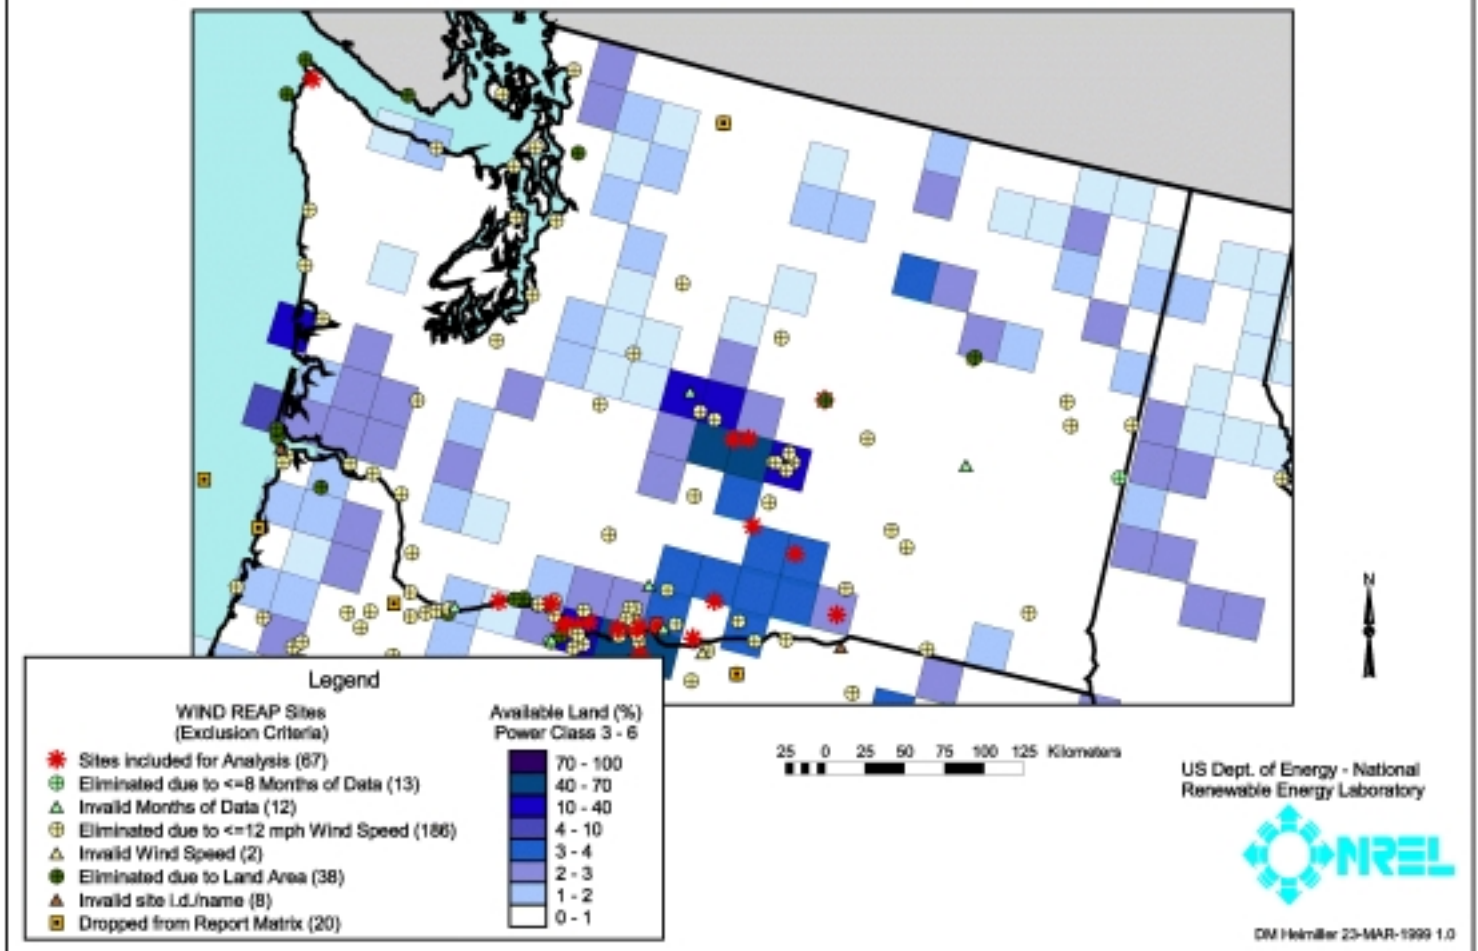 N
Legend
WIND REAP Sites
(Exclusion Criteria)
Sites included for Analysis (67)
Eliminated due to <=8 Months of Data (13)
Invalid Months of Data (12)
Eliminated due to <=12 mph Wind Speed (186)
Invalid Wind Speed (2)
Eliminated due to Land Area (38)
Invalid site i.d./name (8)
Dropped from Report Matrix (20)
Available Land (%)
Power Class 3 - 6
70 - 100
40 - 70
10 - 40
4 - 10
3 - 4
2 - 3
1 - 2
0 - 1
25 0 25 50 75 100 125 Kilometers
US Dept. of Energy - National
Renewable Energy Laboratory
NREL
DM Heimiller 23-MAR-1999 1.0